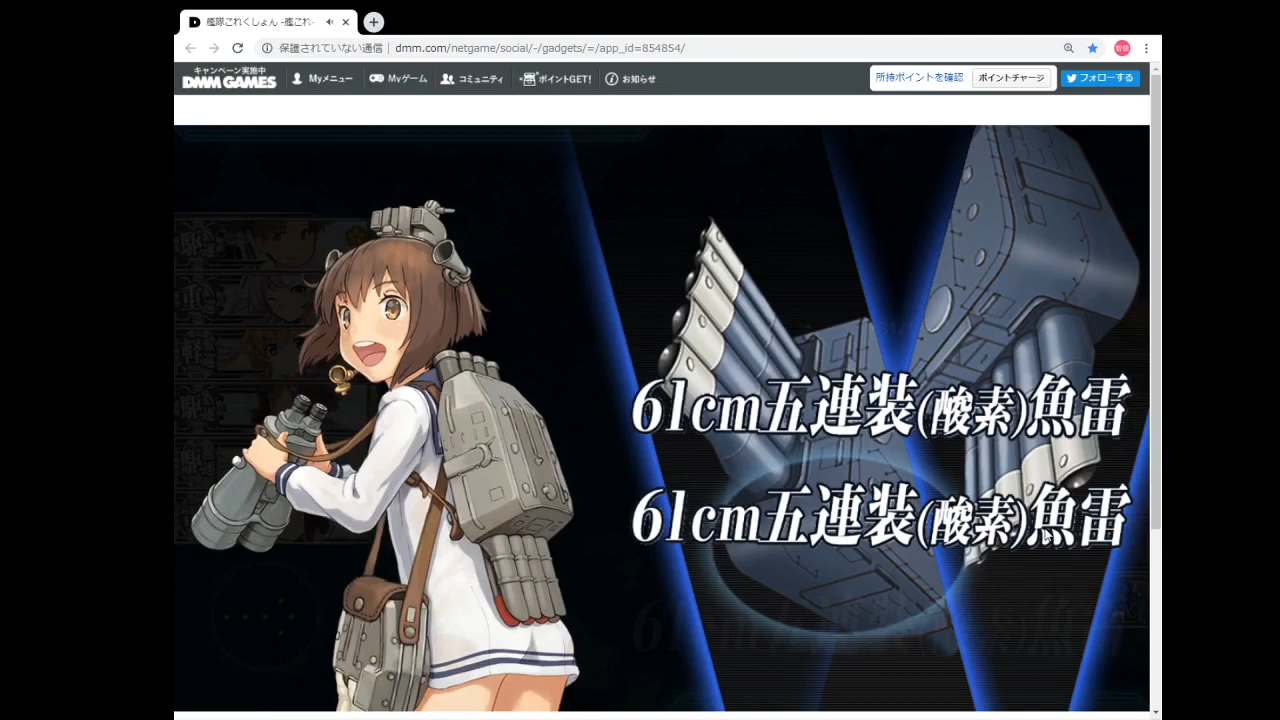 艦隊これくしょん -艦これ-
保護されていない通信 | dmm.com/netgame/social/-/gadgets/=/app_id=854854/
キャンペーン実施中
DMM GAMES
Myメニュー
Myゲーム
コミュニティ
ポイントGET!
お知らせ
所持ポイントを確認
ポイントチャージ
フォローする
61cm五連装(酸素)魚雷
61cm五連装(酸素)魚雷